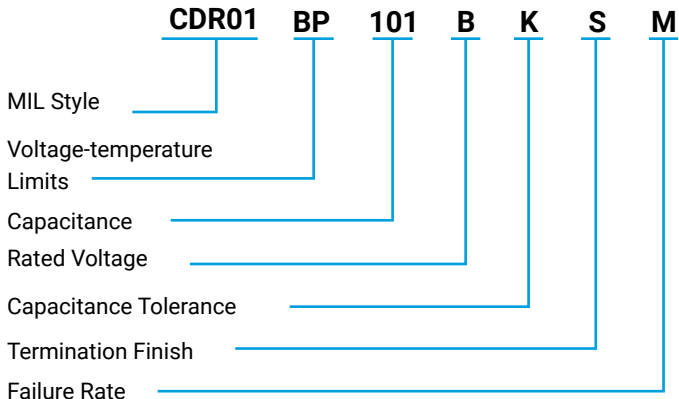 CDR01 BP 101 B K S M
MIL Style
Voltage-temperature
Limits
Capacitance
Rated Voltage
Capacitance Tolerance
Termination Finish
Failure Rate